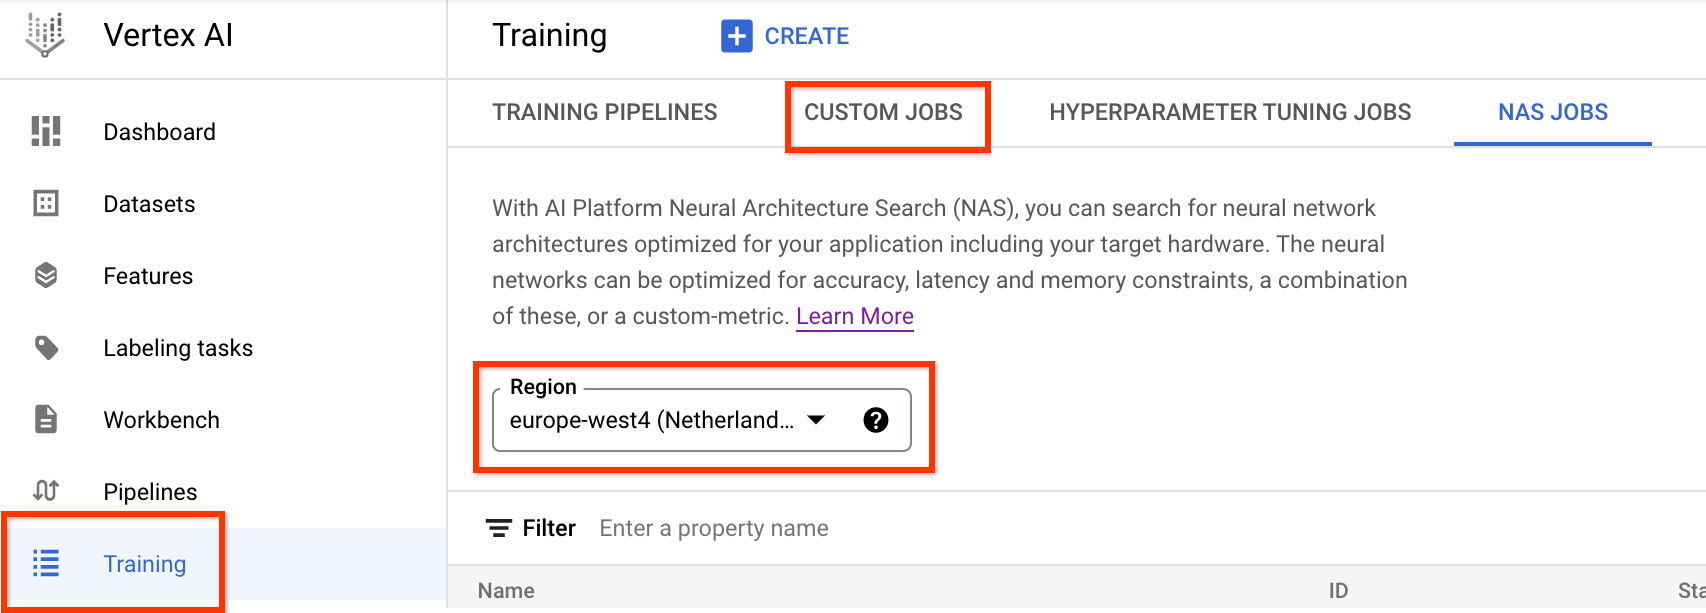 Vertex AI
Training
CREATE
Dashboard
Datasets
Features
Labeling tasks
Workbench
Pipelines
Training
TRAINING PIPELINES
CUSTOM JOBS
HYPERPARAMETER TUNING JOBS
NAS JOBS
With AI Platform Neural Architecture Search (NAS), you can search for neural network
architectures optimized for your application including your target hardware. The neural
networks can be optimized for accuracy, latency and memory constraints, a combination
of these, or a custom-metric. Learn More
Region
europe-west4 (Netherland...
Filter Enter a property name
Name ID